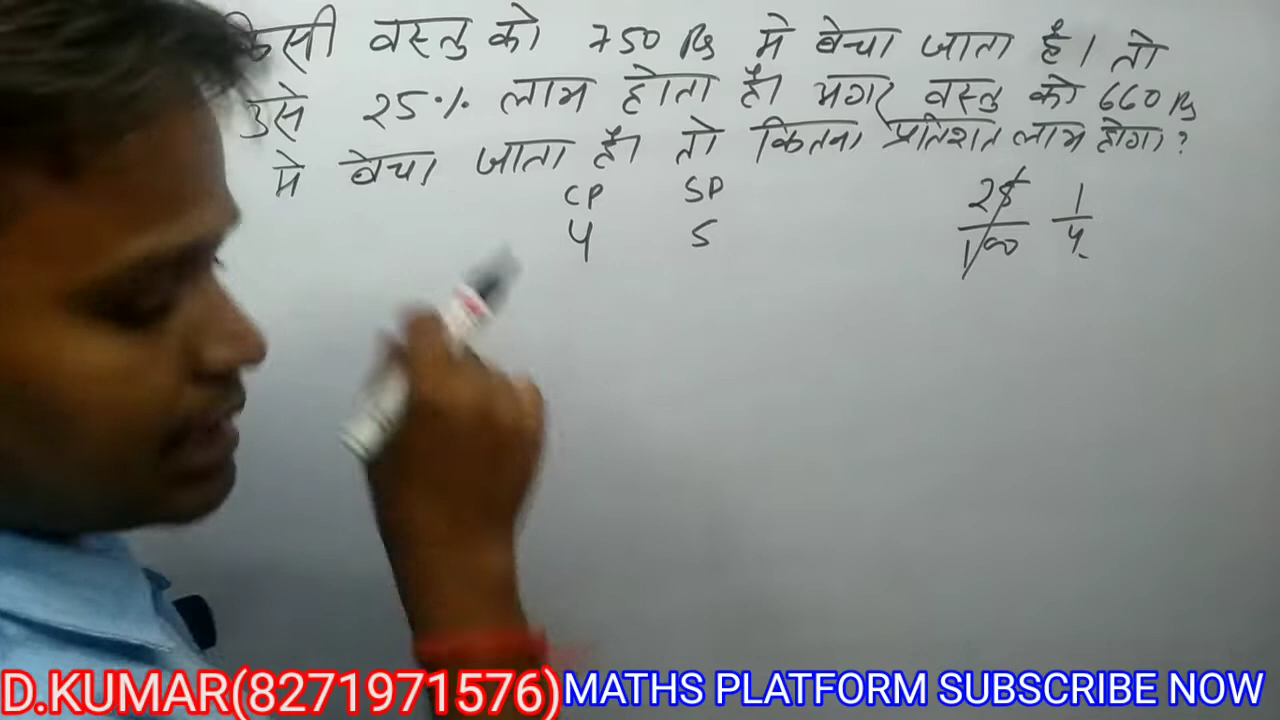 किसी वस्तु को 750 Rs मे बेचा जाता है। तो
उसे 25% लाभ होता है। अगर वस्तु को 660 Rs
मे बेचा जाता है। तो कितना प्रतिशत लाभ होगा?
CP SP
4 5
25/100 1/4
D.KUMAR(8271971576)MATHS PLATFORM SUBSCRIBE NOW